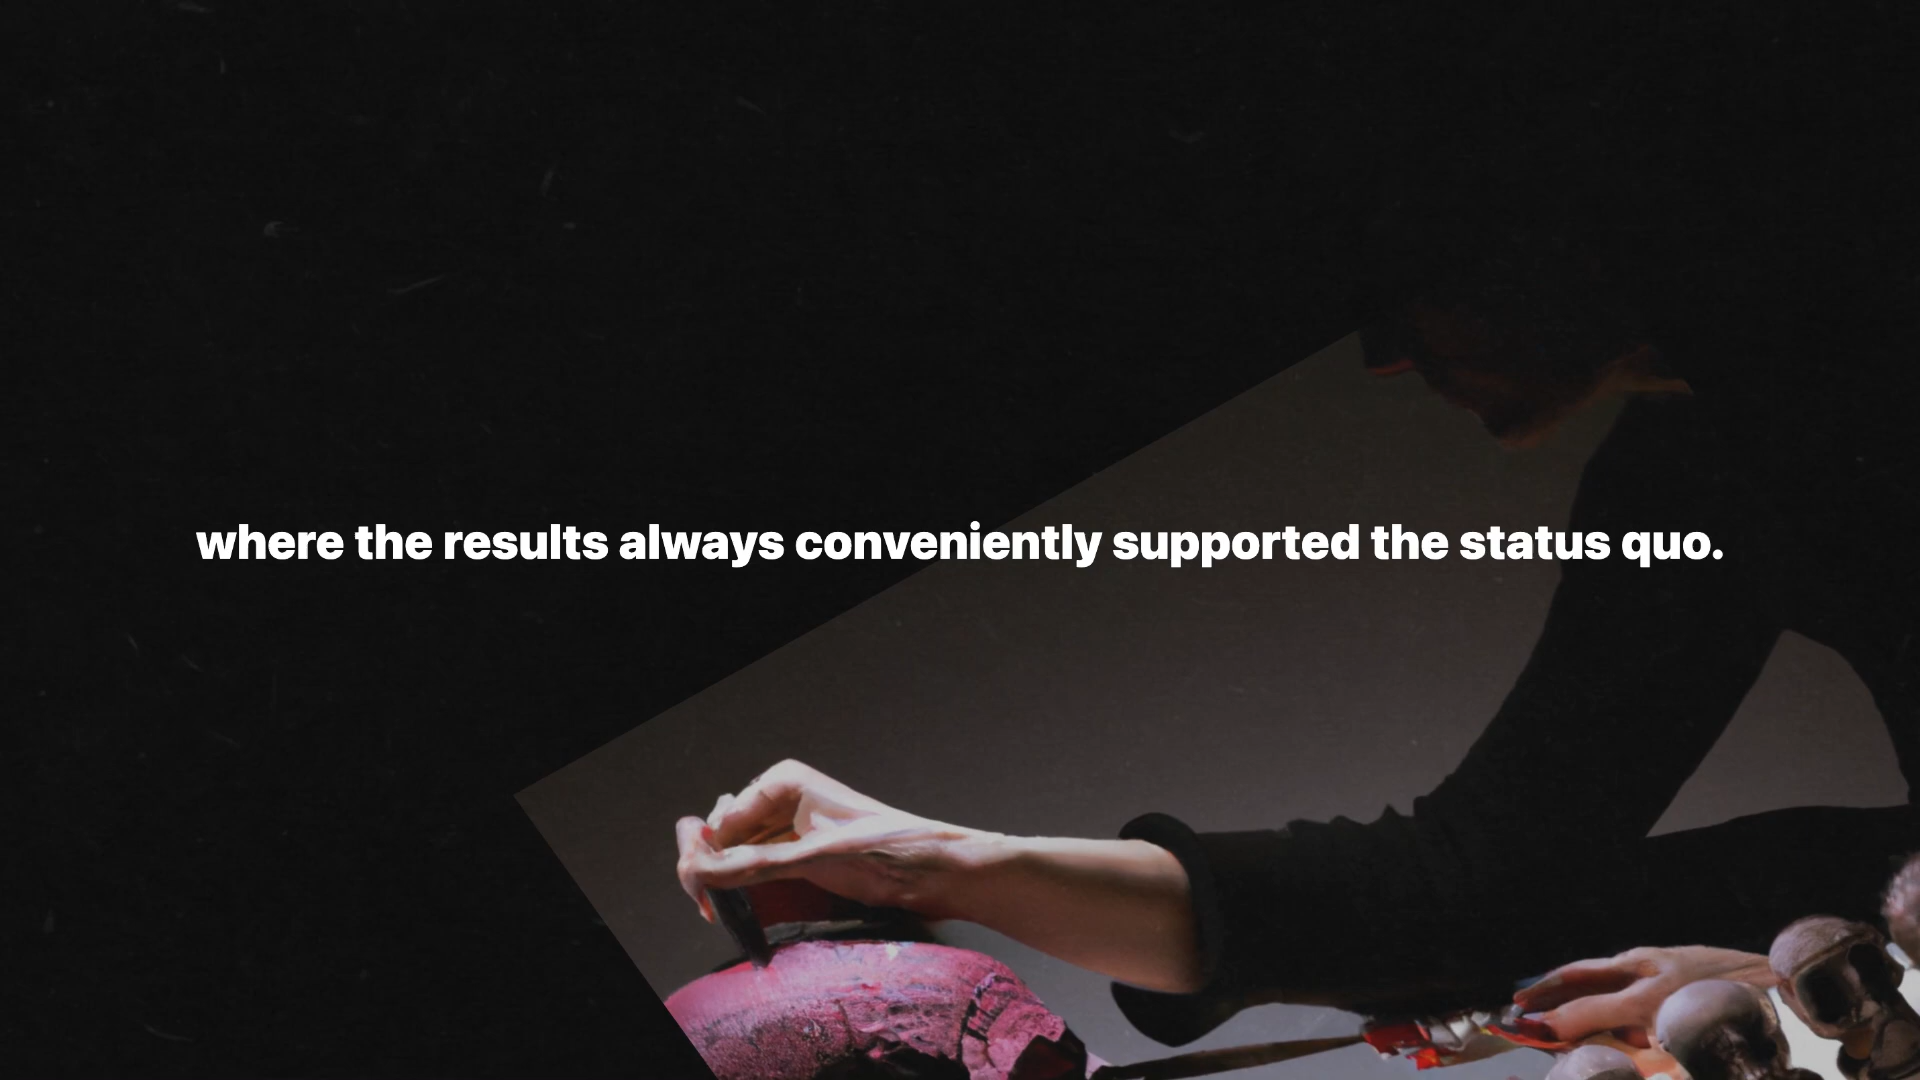 where the results always conveniently supported the status quo.